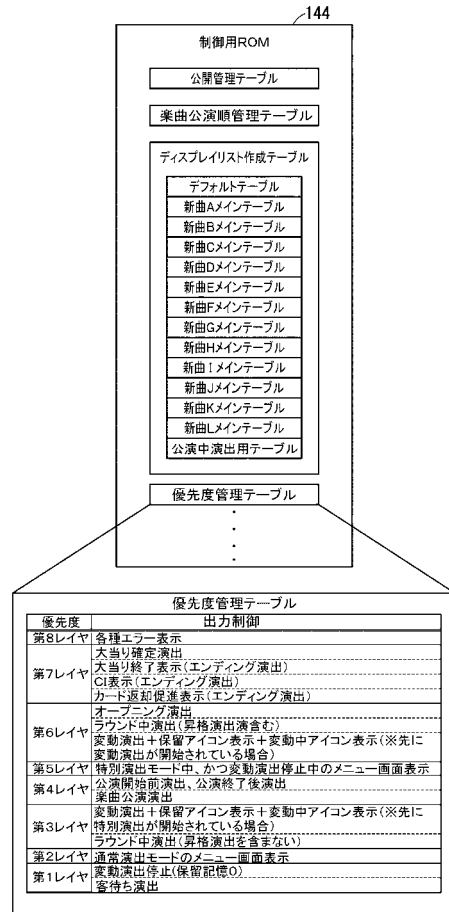 144
制御用ROM
公開管理テーブル
楽曲公演順管理テーブル
ディスプレイリスト作成テーブル
デフォルトテーブル
新曲Aメインテーブル
新曲Bメインテーブル
新曲Cメインテーブル
新曲Dメインテーブル
新曲Eメインテーブル
新曲Fメインテーブル
新曲Gメインテーブル
新曲Hメインテーブル
新曲Iメインテーブル
新曲Jメインテーブル
新曲Kメインテーブル
新曲Lメインテーブル
公演中演出用テーブル
優先度管理テーブル
優先度管理テーブル
優先度 出力制御
第8レイヤ 各種エラー表示
第7レイヤ 大当り確定演出
大当り終了表示(エンディング演出)
CI表示(エンディング演出)
カード返却促進表示(エンディング演出)
第6レイヤ オープニング演出
ラウンド中演出(昇格演出演含む)
変動演出+保留アイコン表示+変動中アイコン表示(※先に
変動演出が開始されている場合)
第5レイヤ 特別演出モード中、かつ変動演出停止中のメニュー画面表示
第4レイヤ 公演開始前演出、公演終了後演出
楽曲公演演出
第3レイヤ 変動演出+保留アイコン表示+変動中アイコン表示(※先に
特別演出が開始されている場合)
ラウンド中演出(昇格演出を含まない)
第2レイヤ 通常演出モードのメニュー画面表示
第1レイヤ 変動演出停止(保留記憶0)
客待ち演出